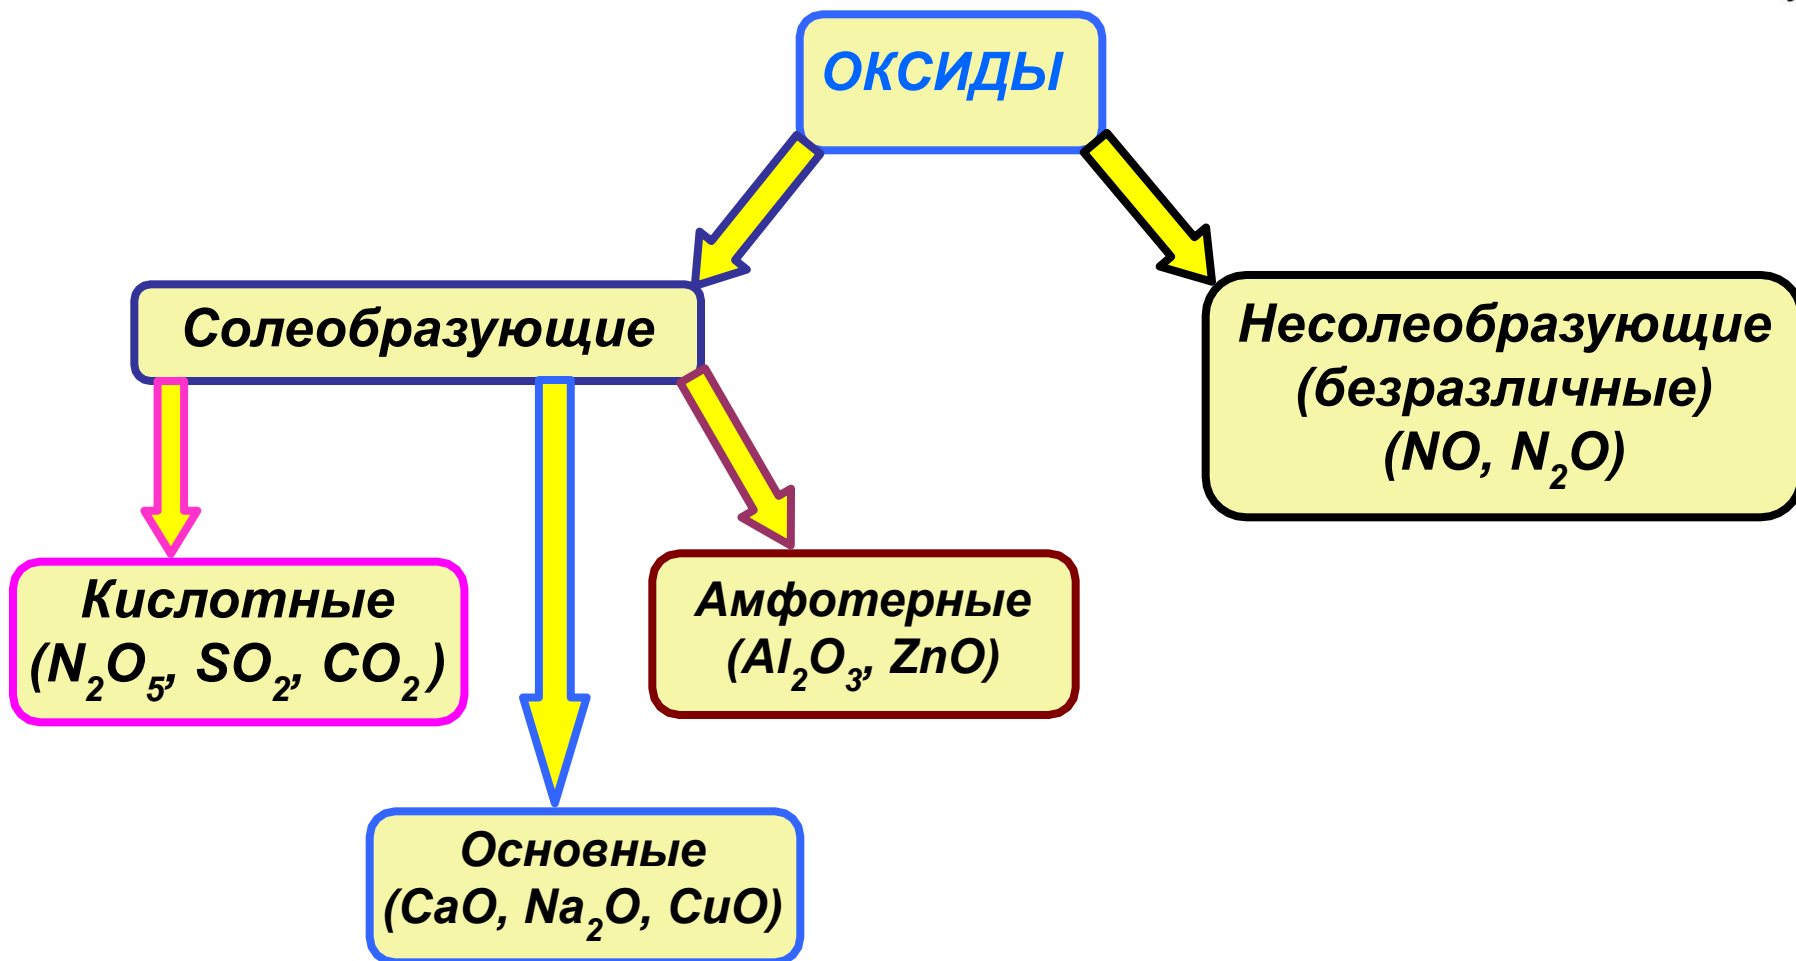 ОКСИДЫ
Солеобразующие
Несолеобразующие
(безразличные)
(NO, N₂O)
Кислотные
(N₂O₅, SO₂, CO₂ )
Амфотерные
(Al₂O₃, ZnO)
Основные
(CaO, Na₂O, CuO)